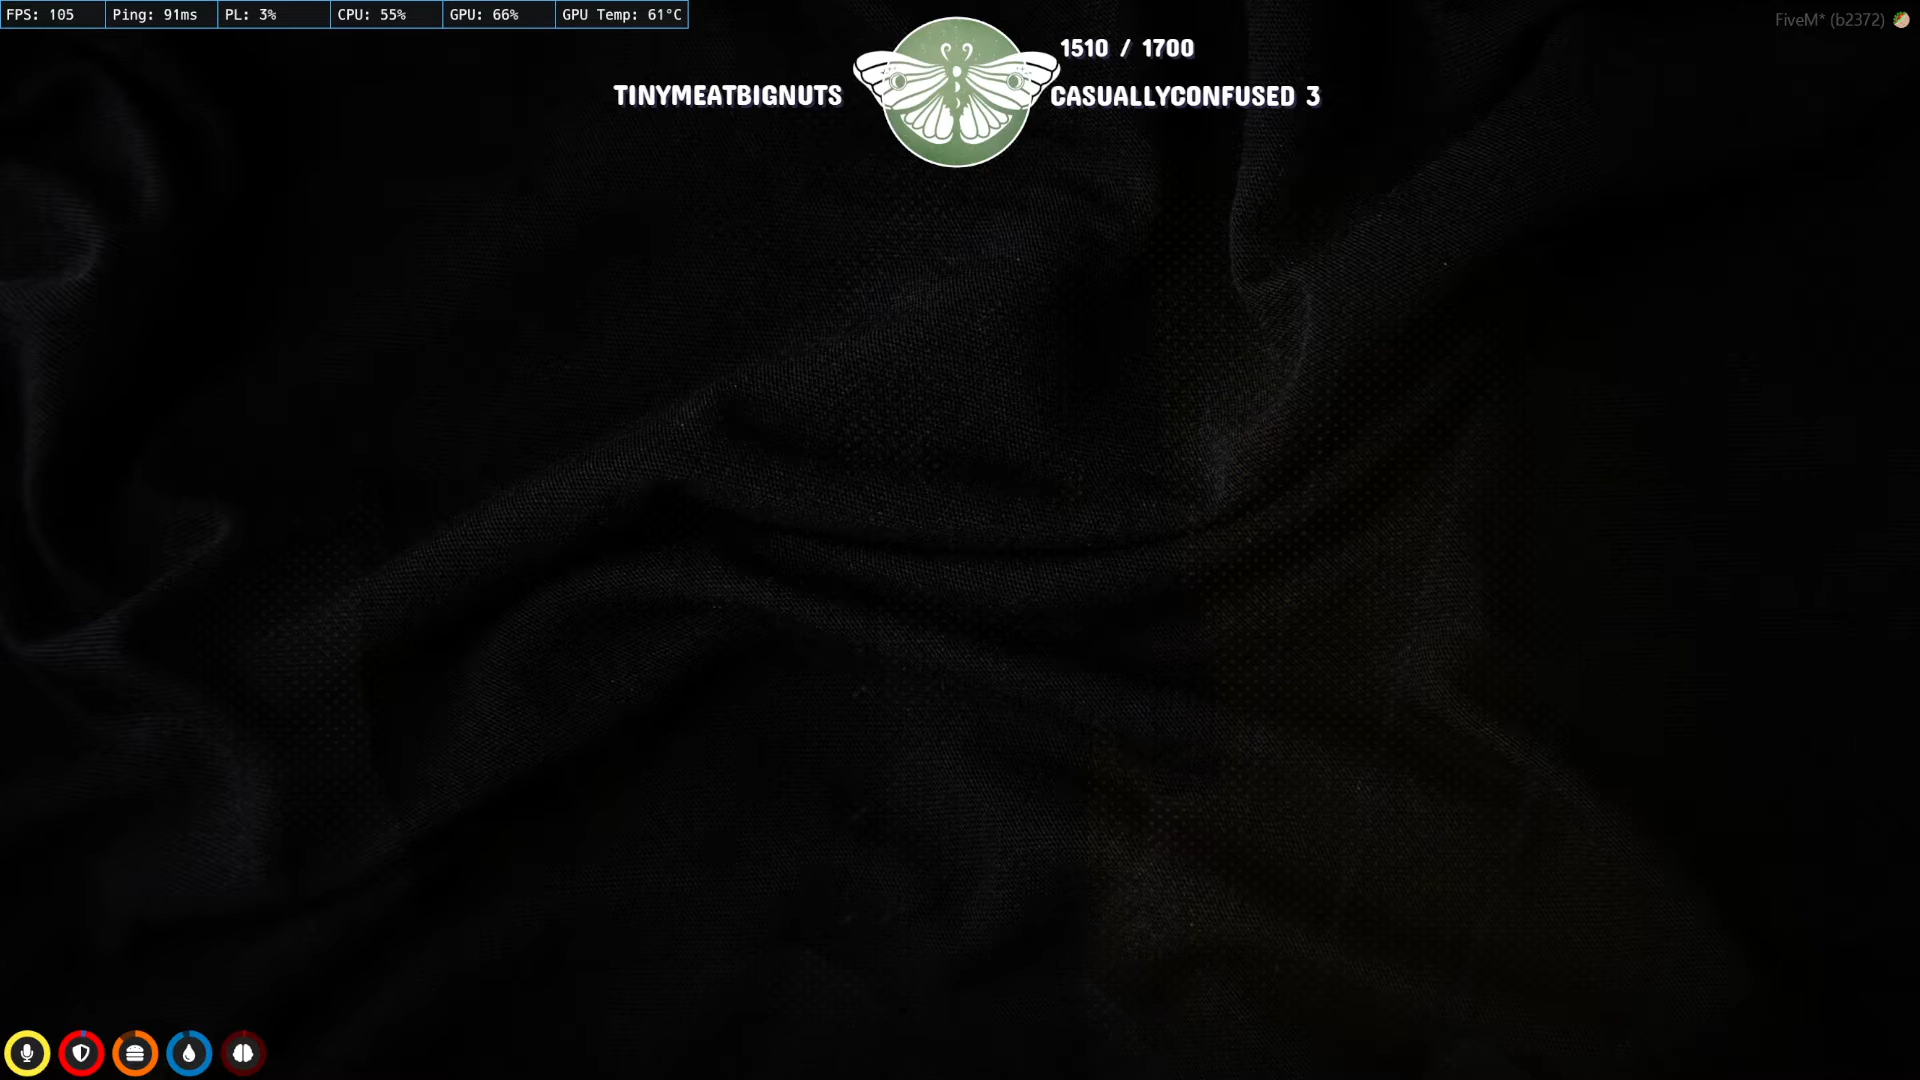 FPS: 105 Ping: 91ms PL: 3% CPU: 55% GPU: 66% GPU Temp: 61°C
FiveM* (b2372)
1510 / 1700
TINYMEATBIGNUTS CASUALLYCONFUSED 3